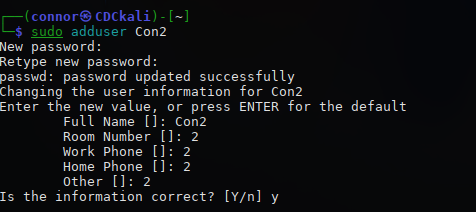 ┌──(connor㉿CDCkali)-[~]
└─$ sudo adduser Con2
New password:
Retype new password:
passwd: password updated successfully
Changing the user information for Con2
Enter the new value, or press ENTER for the default
        Full Name []: Con2
        Room Number []: 2
        Work Phone []: 2
        Home Phone []: 2
        Other []: 2
Is the information correct? [Y/n] y